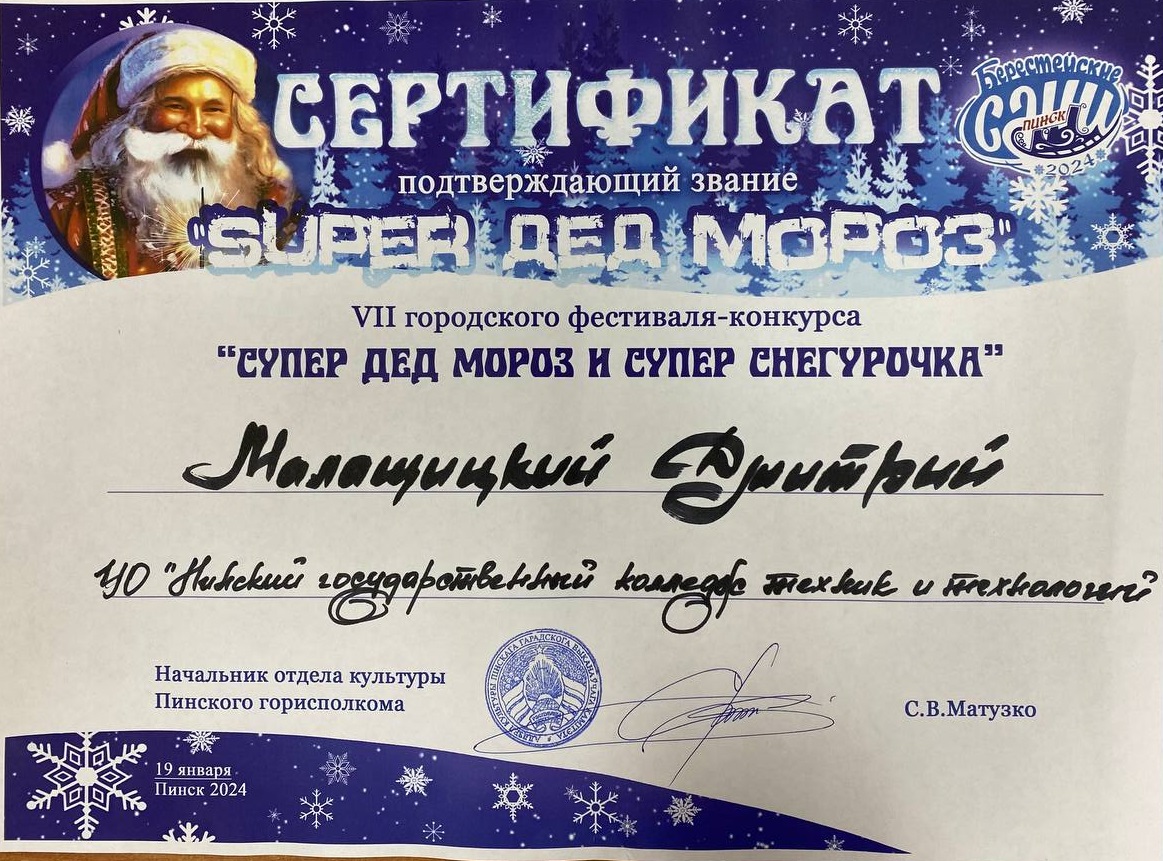 СЕРТИФИКАТ
Берестейские
САНИ
ПИНСК
2024
подтверждающий звание
"SUPER ДЕД МОРОЗ"
VII городского фестиваля-конкурса
“СУПЕР ДЕД МОРОЗ И СУПЕР СНЕГУРОЧКА”
Малащицкий Дмитрий
УО "Пинский государственный колледж техник и технологий
Начальник отдела культуры
Пинского горисполкома
С.В.Матузко
19 января
Пинск 2024